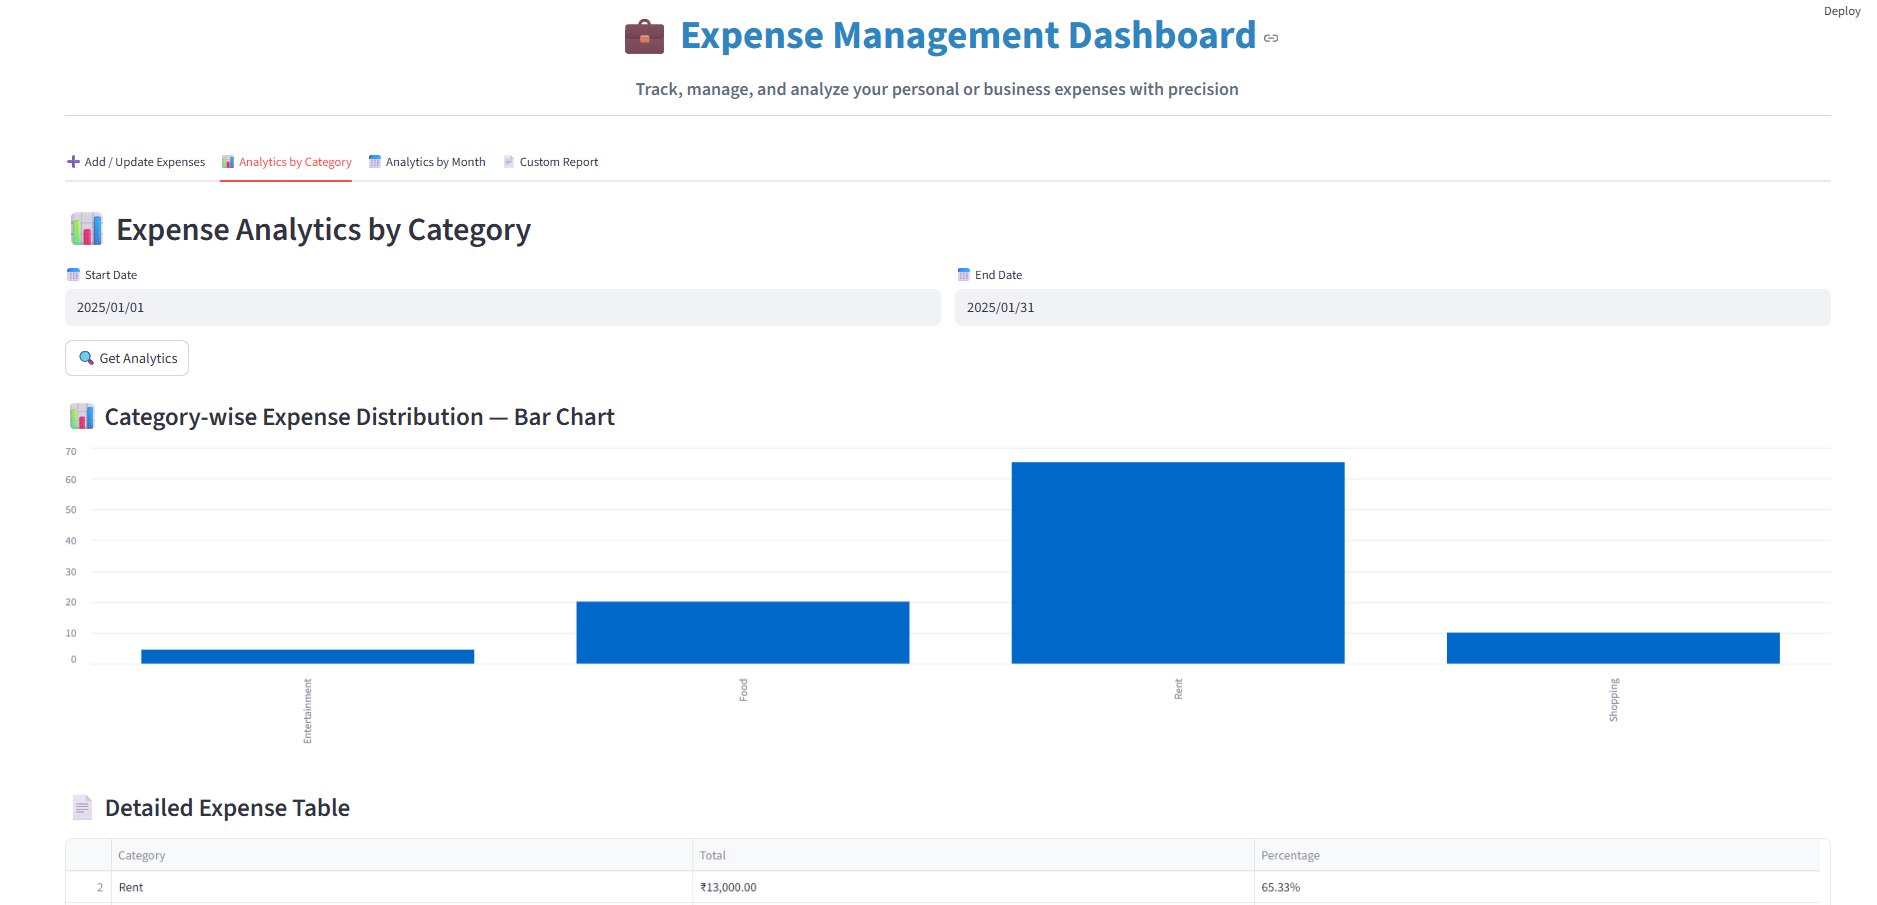 Deploy
Expense Management Dashboard
Track, manage, and analyze your personal or business expenses with precision
Add / Update Expenses Analytics by Category Analytics by Month Custom Report
Expense Analytics by Category
Start Date End Date
2025/01/01 2025/01/31
Get Analytics
Category-wise Expense Distribution — Bar Chart
70
60
50
40
30
20
10
0
Entertainment Food Rent Shopping
Detailed Expense Table
Category Total Percentage
2 Rent ₹13,000.00 65.33%